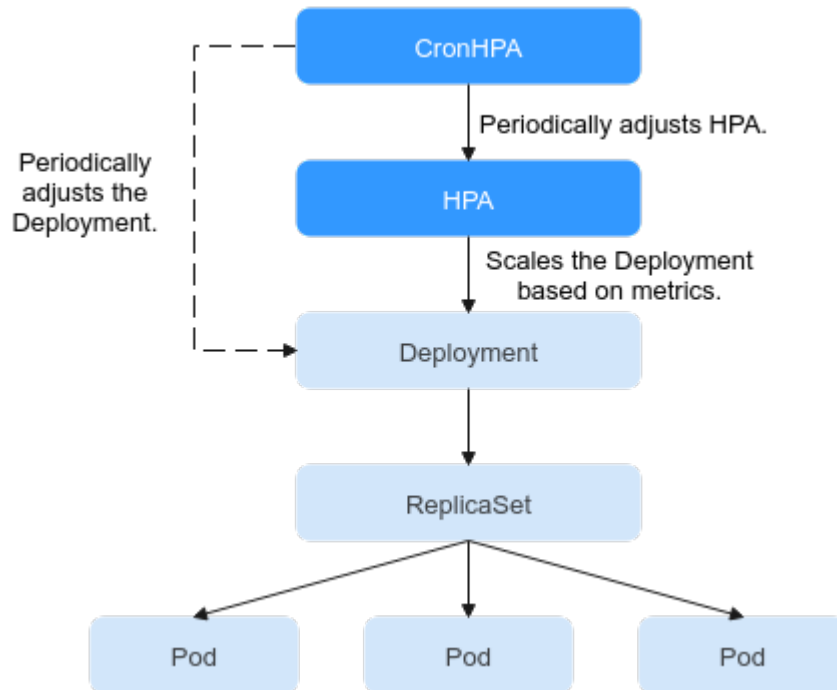 CronHPA
Periodically adjusts HPA.
Periodically
adjusts the
Deployment.
HPA
Scales the Deployment
based on metrics.
Deployment
ReplicaSet
Pod
Pod
Pod